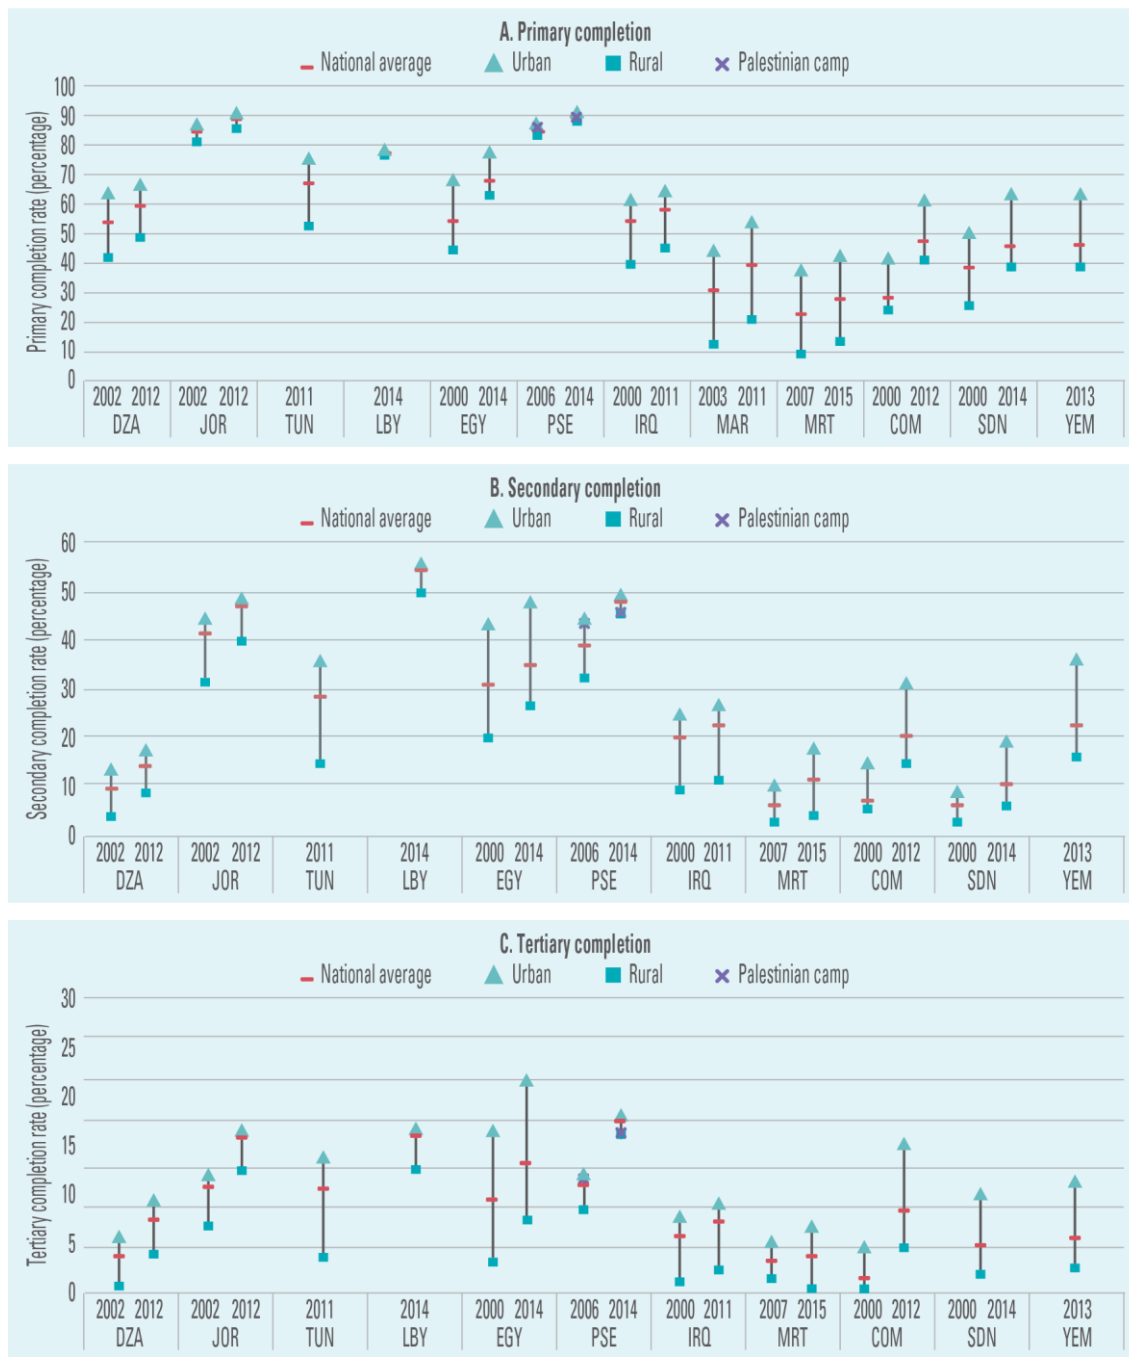 A. Primary completion
National average Urban Rural Palestinian camp
Primary completion rate (percentage)
100
90
80
70
60
50
40
30
20
10
0
2002 2012 2002 2012 2011 2014 2000 2014 2006 2014 2000 2011 2003 2011 2007 2015 2000 2012 2000 2014 2013
DZA JOR TUN LBY EGY PSE IRQ MAR MRT COM SDN YEM
B. Secondary completion
National average Urban Rural Palestinian camp
Secondary completion rate (percentage)
60
50
40
30
20
10
0
2002 2012 2002 2012 2011 2014 2000 2014 2006 2014 2000 2011 2007 2015 2000 2012 2000 2014 2013
DZA JOR TUN LBY EGY PSE IRQ MRT COM SDN YEM
C. Tertiary completion
National average Urban Rural Palestinian camp
Tertiary completion rate (percentage)
30
25
20
15
10
5
0
2002 2012 2002 2012 2011 2014 2000 2014 2006 2014 2000 2011 2007 2015 2000 2012 2000 2014 2013
DZA JOR TUN LBY EGY PSE IRQ MRT COM SDN YEM